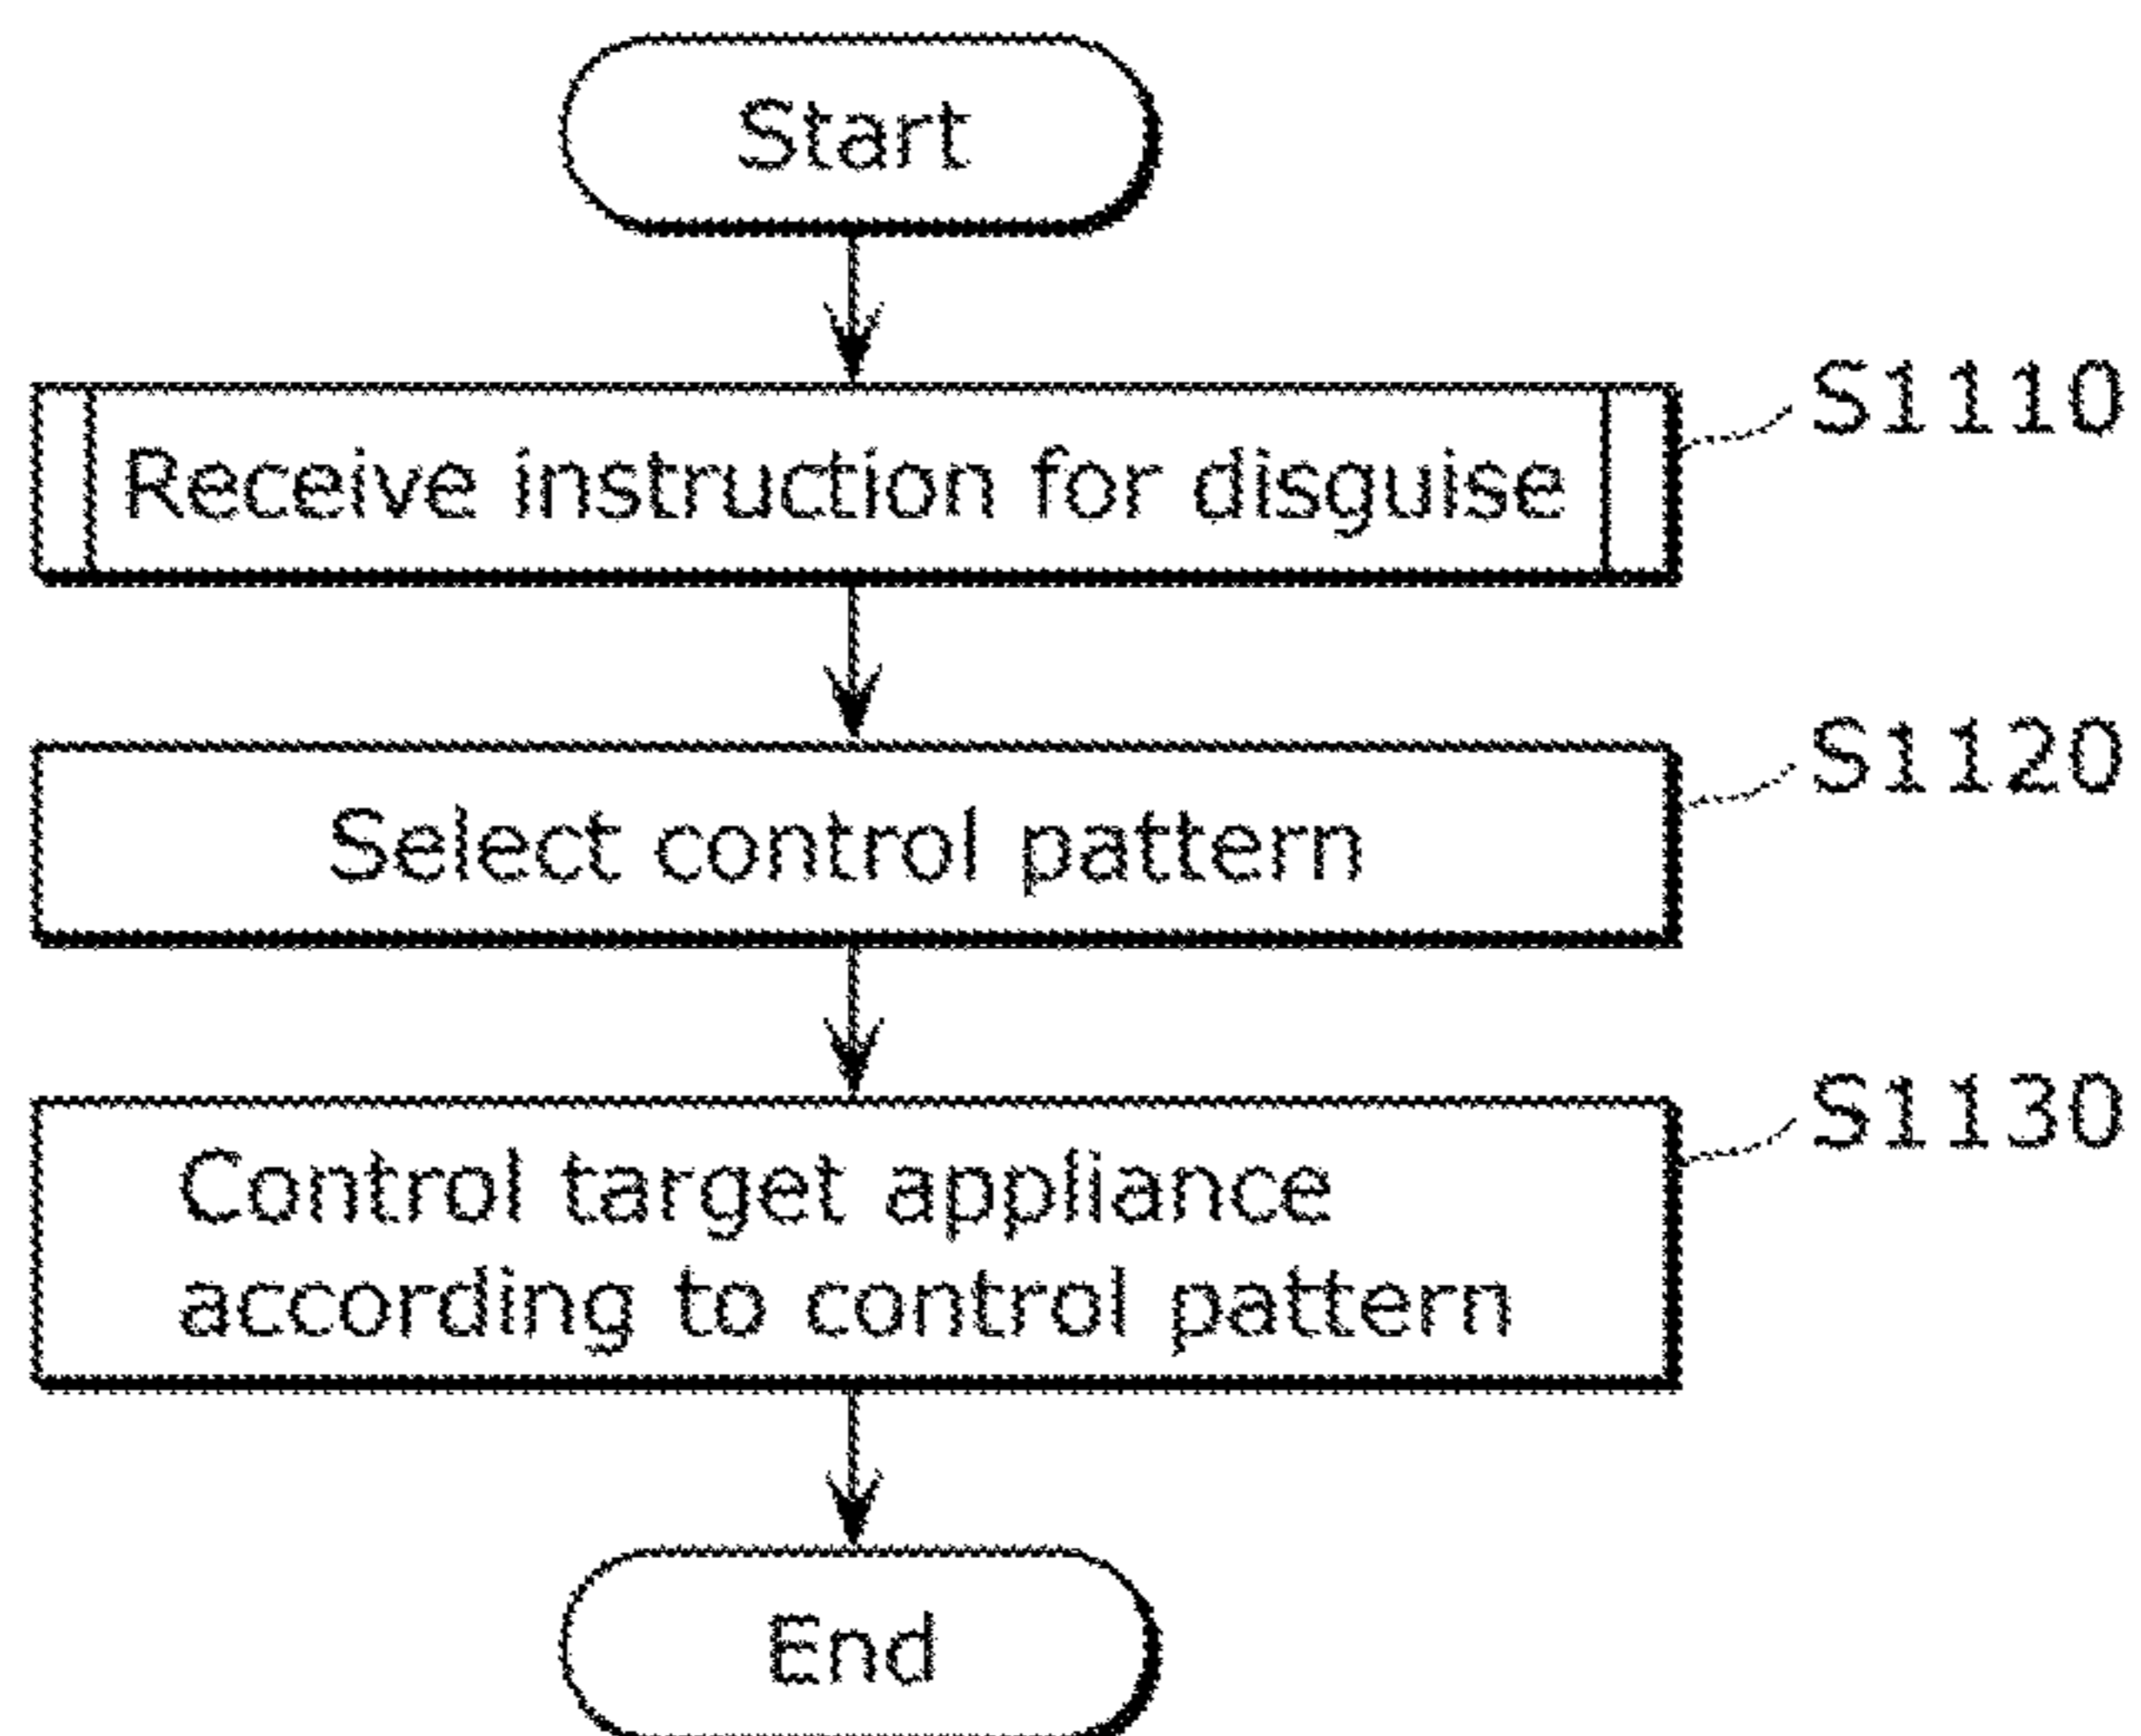 Start
S1110
Receive instruction for disguise
S1120
Select control pattern
S1130
Control target appliance
according to control pattern
End